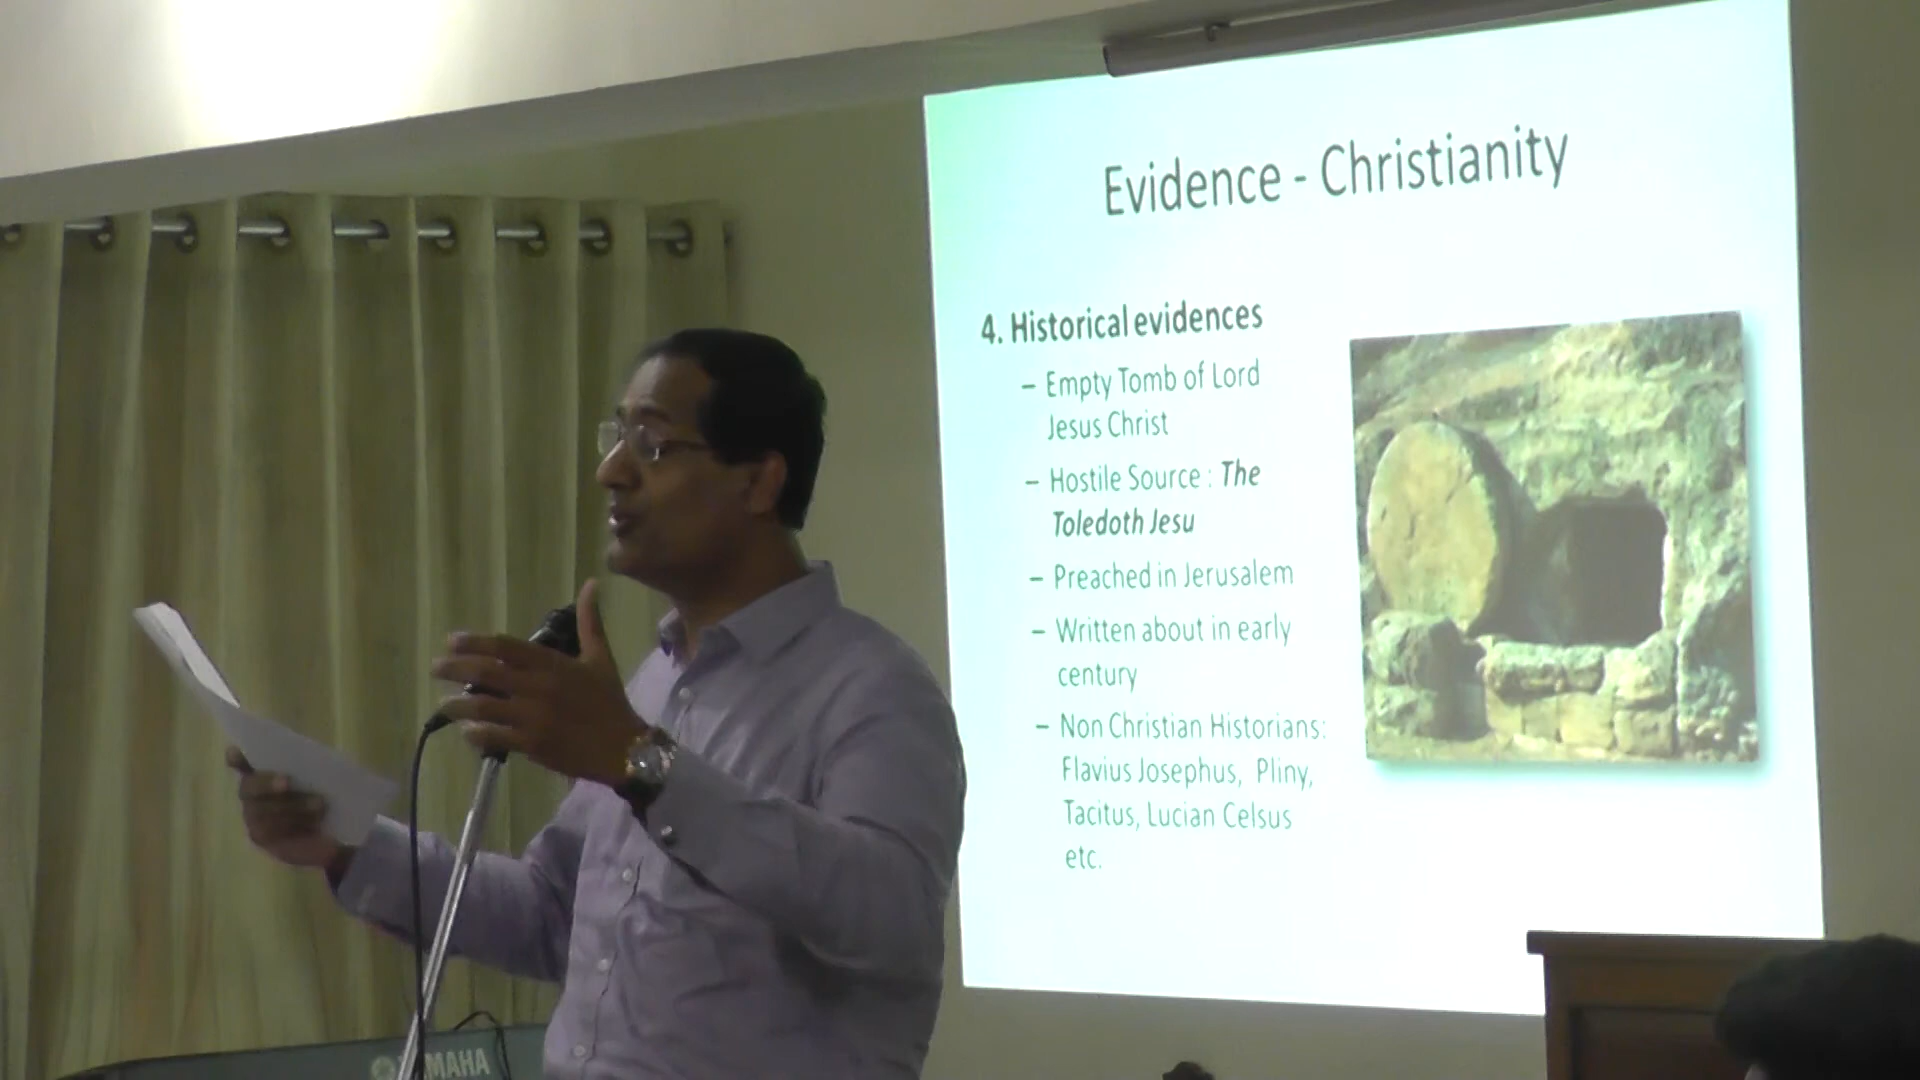 Evidence - Christianity
4. Historical evidences
– Empty Tomb of Lord
Jesus Christ
– Hostile Source : The
Toledoth Jesu
– Preached in Jerusalem
– Written about in early
century
– Non Christian Historians:
Flavius Josephus, Pliny,
Tacitus, Lucian Celsus
etc.
YAMAHA